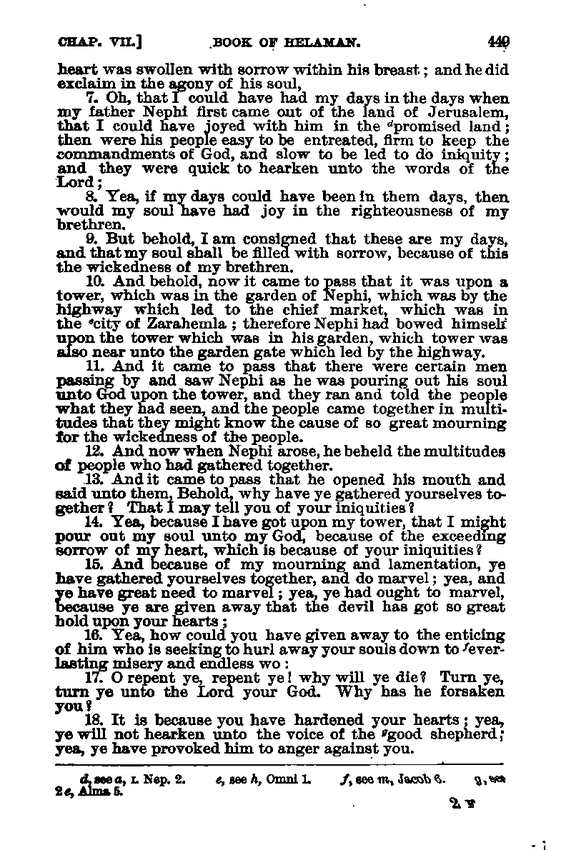 CHAP. VII.] BOOK OF HELAMAN. 449
heart was swollen with sorrow within his breast; and he did
exclaim in the agony of his soul,
7. Oh, that I could have had my days in the days when
my father Nephi first came out of the land of Jerusalem,
that I could have joyed with him in the ᵈpromised land;
then were his people easy to be entreated, firm to keep the
commandments of God, and slow to be led to do iniquity;
and they were quick to hearken unto the words of the
Lord;
8. Yea, if my days could have been in them days, then
would my soul have had joy in the righteousness of my
brethren.
9. But behold, I am consigned that these are my days,
and that my soul shall be filled with sorrow, because of this
the wickedness of my brethren.
10. And behold, now it came to pass that it was upon a
tower, which was in the garden of Nephi, which was by the
highway which led to the chief market, which was in
the ᵉcity of Zarahemla; therefore Nephi had bowed himself
upon the tower which was in his garden, which tower was
also near unto the garden gate which led by the highway.
11. And it came to pass that there were certain men
passing by and saw Nephi as he was pouring out his soul
unto God upon the tower, and they ran and told the people
what they had seen, and the people came together in multi-
tudes that they might know the cause of so great mourning
for the wickedness of the people.
12. And now when Nephi arose, he beheld the multitudes
of people who had gathered together.
13. And it came to pass that he opened his mouth and
said unto them, Behold, why have ye gathered yourselves to-
gether? That I may tell you of your iniquities?
14. Yea, because I have got upon my tower, that I might
pour out my soul unto my God, because of the exceeding
sorrow of my heart, which is because of your iniquities?
15. And because of my mourning and lamentation, ye
have gathered yourselves together, and do marvel; yea, and
ye have great need to marvel; yea, ye had ought to marvel,
because ye are given away that the devil has got so great
hold upon your hearts;
16. Yea, how could you have given away to the enticing
of him who is seeking to hurl away your souls down to ᶠever-
lasting misery and endless wo:
17. O repent ye, repent ye! why will ye die? Turn ye,
turn ye unto the Lord your God. Why has he forsaken
you?
18. It is because you have hardened your hearts; yea,
ye will not hearken unto the voice of the ᵍgood shepherd;
yea, ye have provoked him to anger against you.
d, see a, I. Nep. 2. e, see h, Omni 1. f, see m, Jacob 6. g, see
2e, Alma 5.